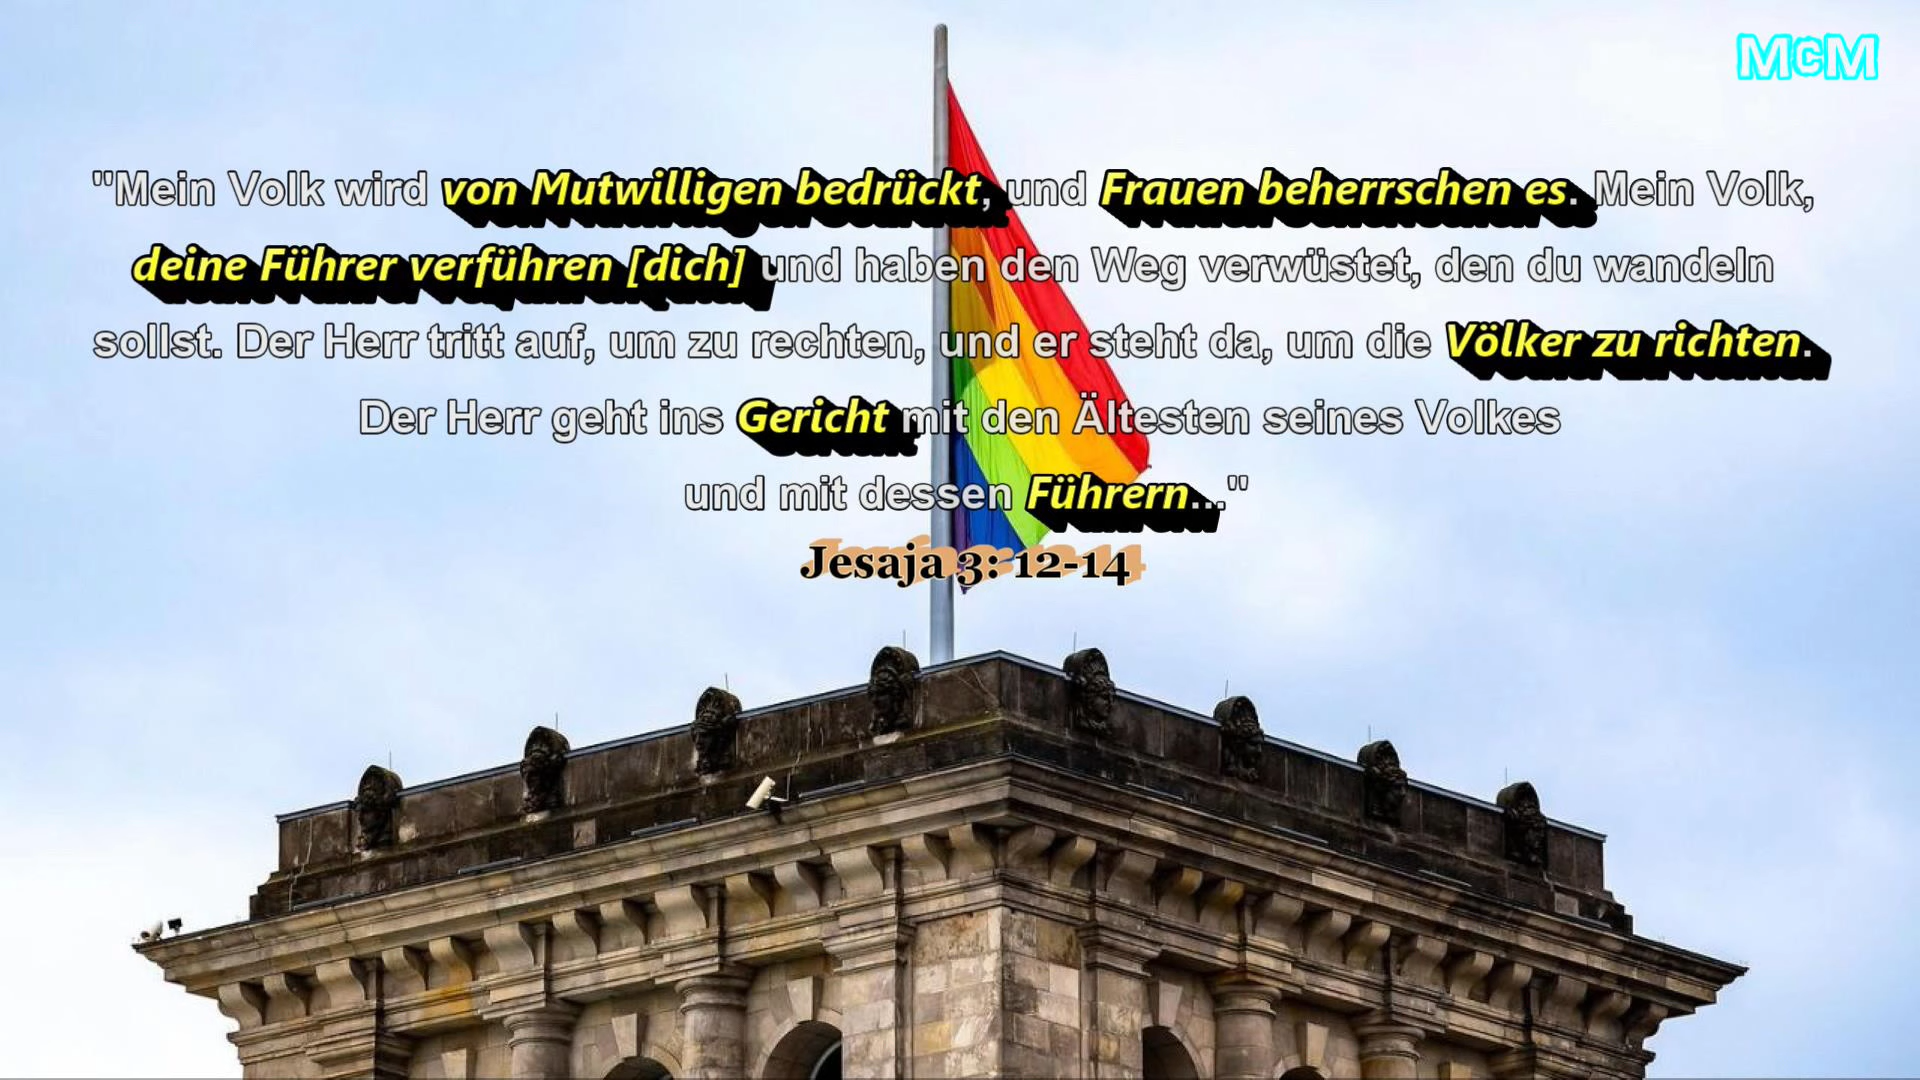 McM
"Mein Volk wird von Mutwilligen bedrückt, und Frauen beherrschen es. Mein Volk,
deine Führer verführen [dich] und haben den Weg verwüstet, den du wandeln
sollst. Der Herr tritt auf, um zu rechten, und er steht da, um die Völker zu richten.
Der Herr geht ins Gericht mit den Ältesten seines Volkes
und mit dessen Führern..."
Jesaja 3: 12-14